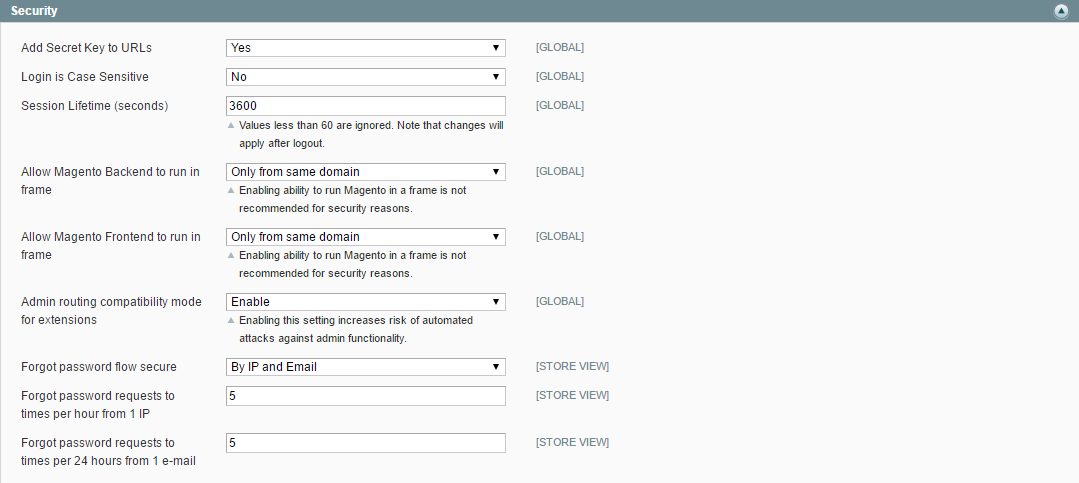 Security
Add Secret Key to URLs Yes [GLOBAL]
Login is Case Sensitive No [GLOBAL]
Session Lifetime (seconds) 3600 [GLOBAL]
Values less than 60 are ignored. Note that changes will
apply after logout.
Allow Magento Backend to run in Only from same domain [GLOBAL]
frame Enabling ability to run Magento in a frame is not
recommended for security reasons.
Allow Magento Frontend to run in Only from same domain [GLOBAL]
frame Enabling ability to run Magento in a frame is not
recommended for security reasons.
Admin routing compatibility mode Enable [GLOBAL]
for extensions Enabling this setting increases risk of automated
attacks against admin functionality.
Forgot password flow secure By IP and Email [STORE VIEW]
Forgot password requests to 5 [STORE VIEW]
times per hour from 1 IP
Forgot password requests to 5 [STORE VIEW]
times per 24 hours from 1 e-mail